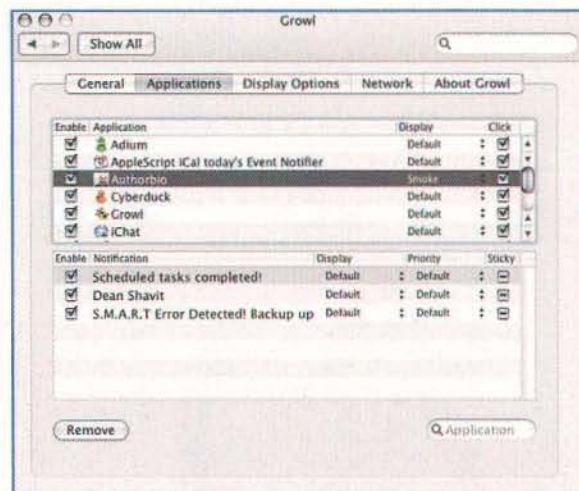 Growl
Show All
General Applications Display Options Network About Growl
Enable Application Display Click
Adium Default
AppleScript iCal today's Event Notifier Default
Authorbio Smoke
Cyberduck Default
Growl Default
iChat Default
Enable Notification Display Priority Sticky
Scheduled tasks completed! Default Default
Dean Shavit Default Default
S.M.A.R.T Error Detected! Backup up Default Default
Remove Application